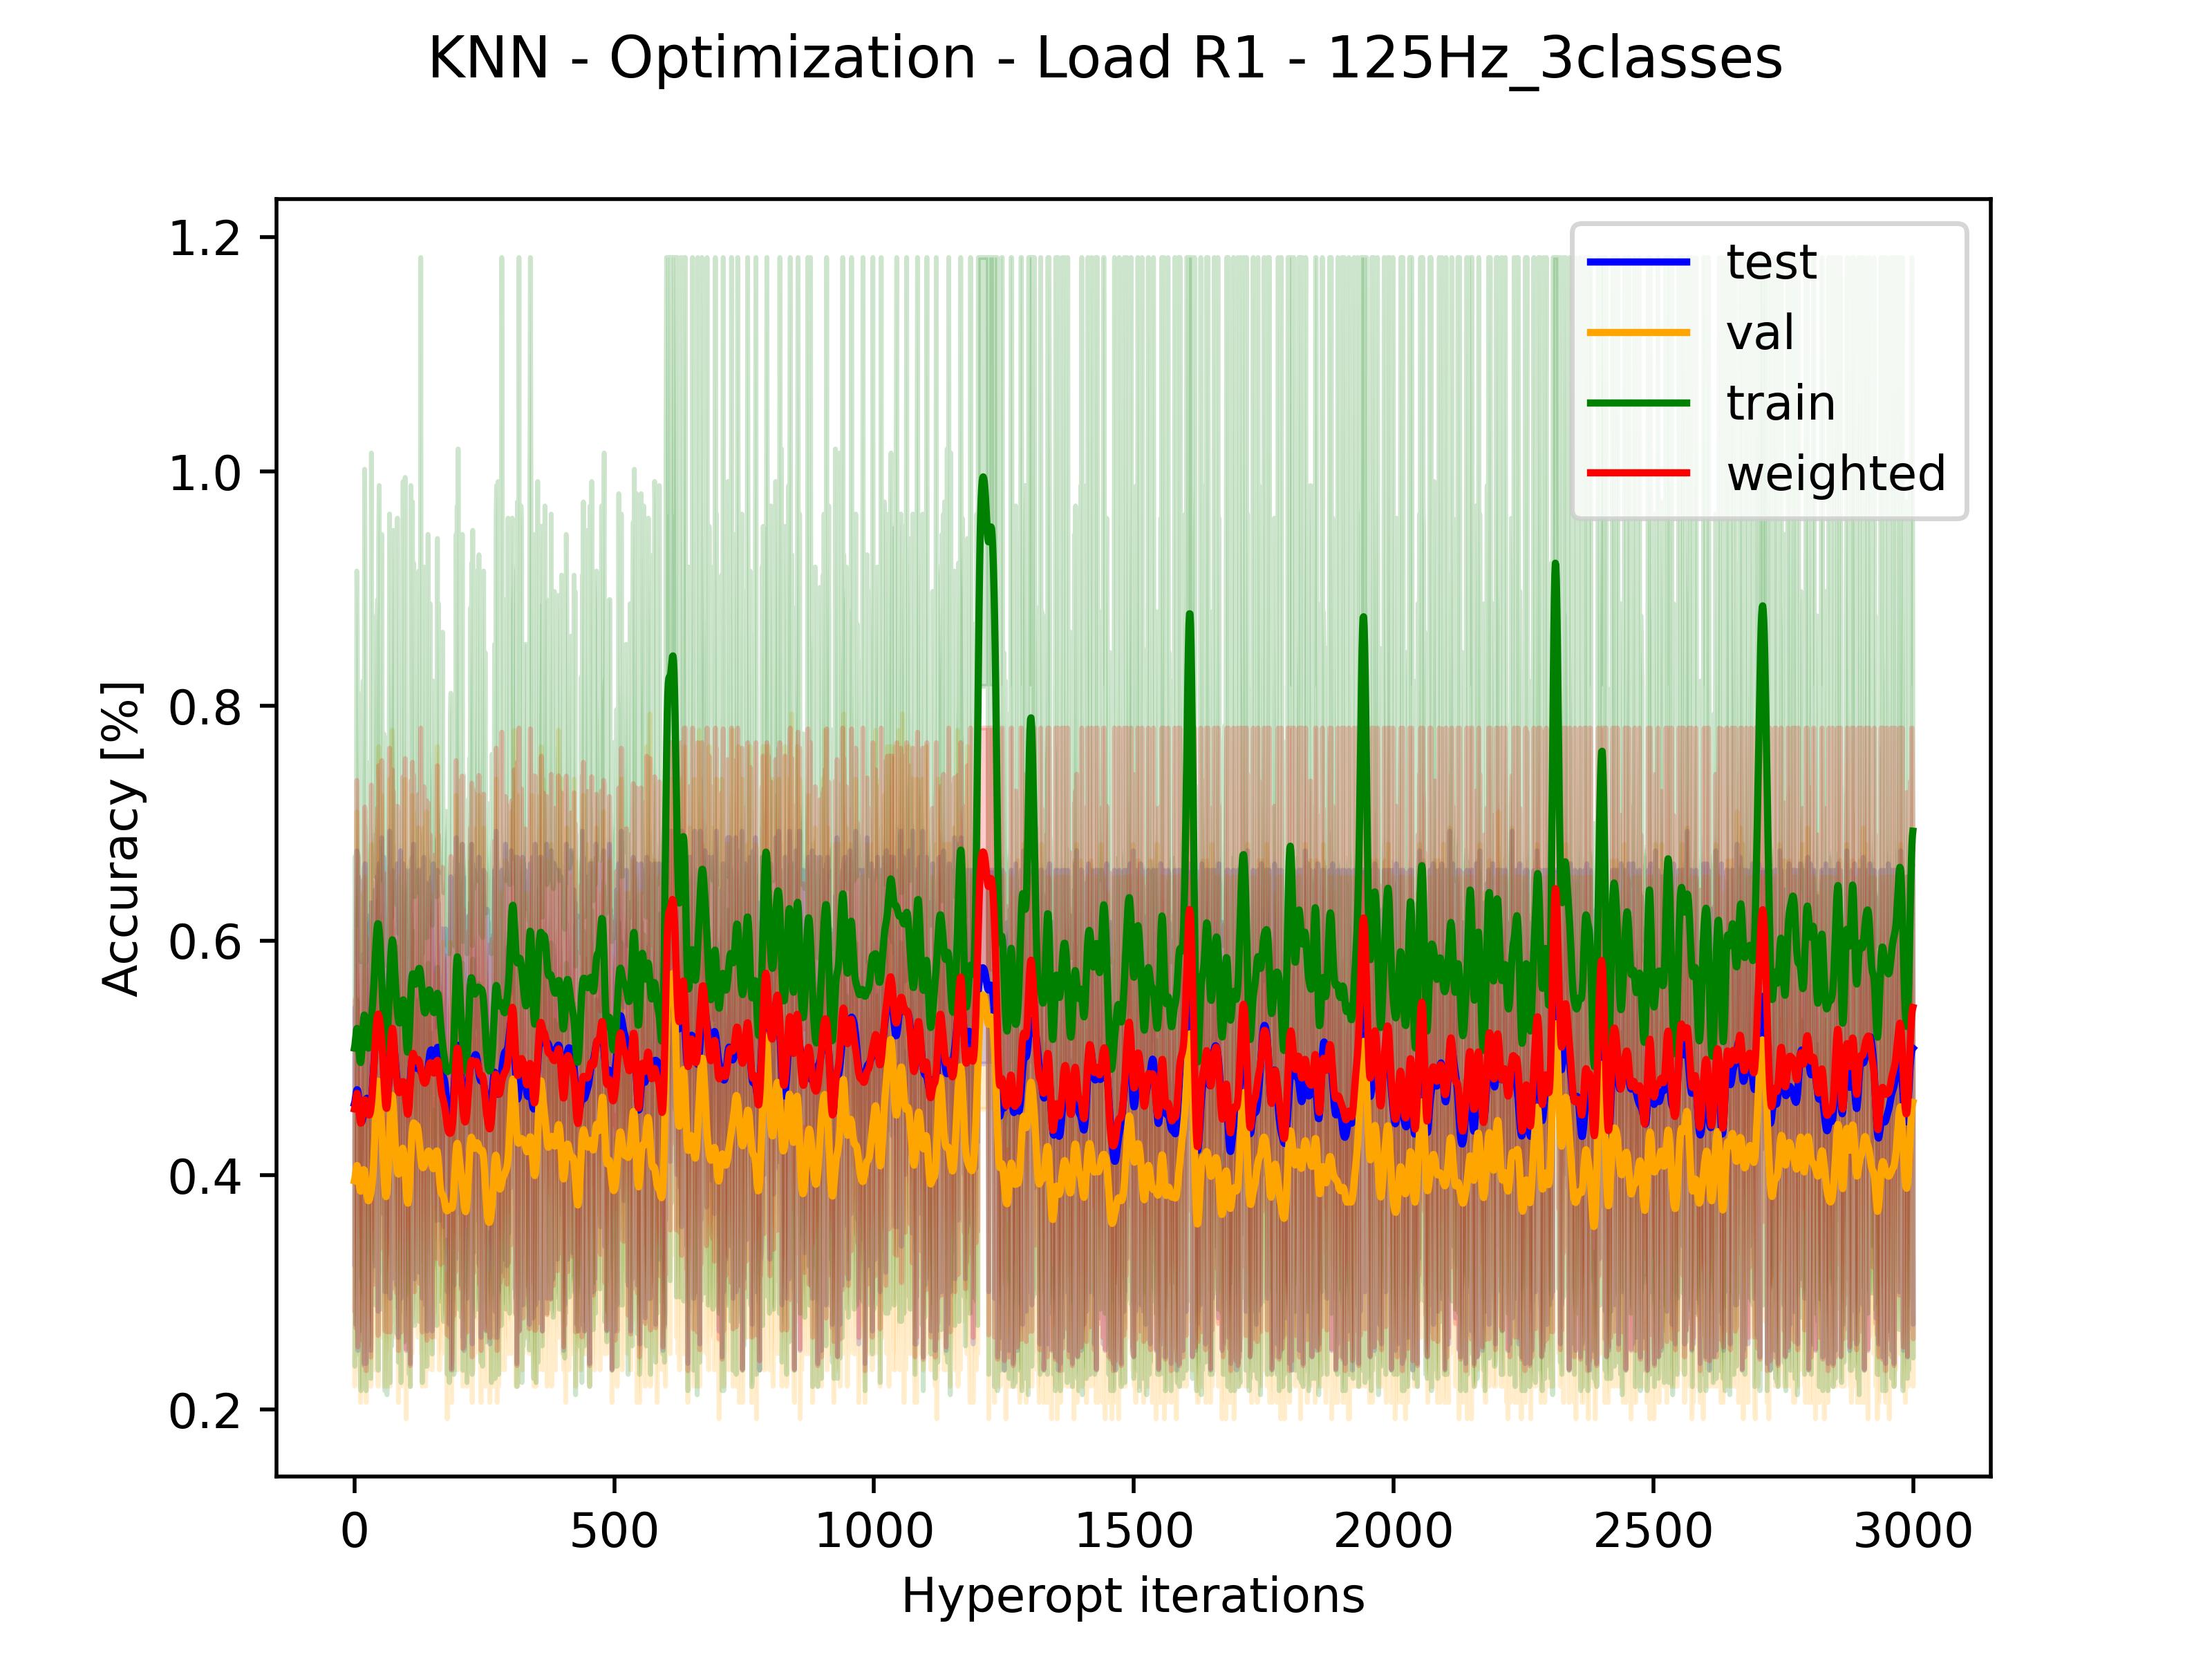 KNN - Optimization - Load R1 - 125Hz_3classes
1.2
1.0
0.8
0.6
0.4
0.2
Accuracy [%]
test
val
train
weighted
0 500 1000 1500 2000 2500 3000
Hyperopt iterations